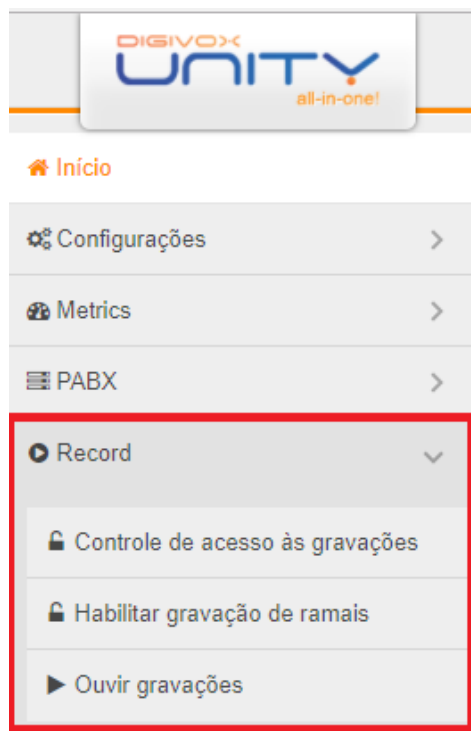 DIGIVOX
UNITY
all-in-one!
Início
Configurações
Metrics
PABX
Record
Controle de acesso às gravações
Habilitar gravação de ramais
Ouvir gravações